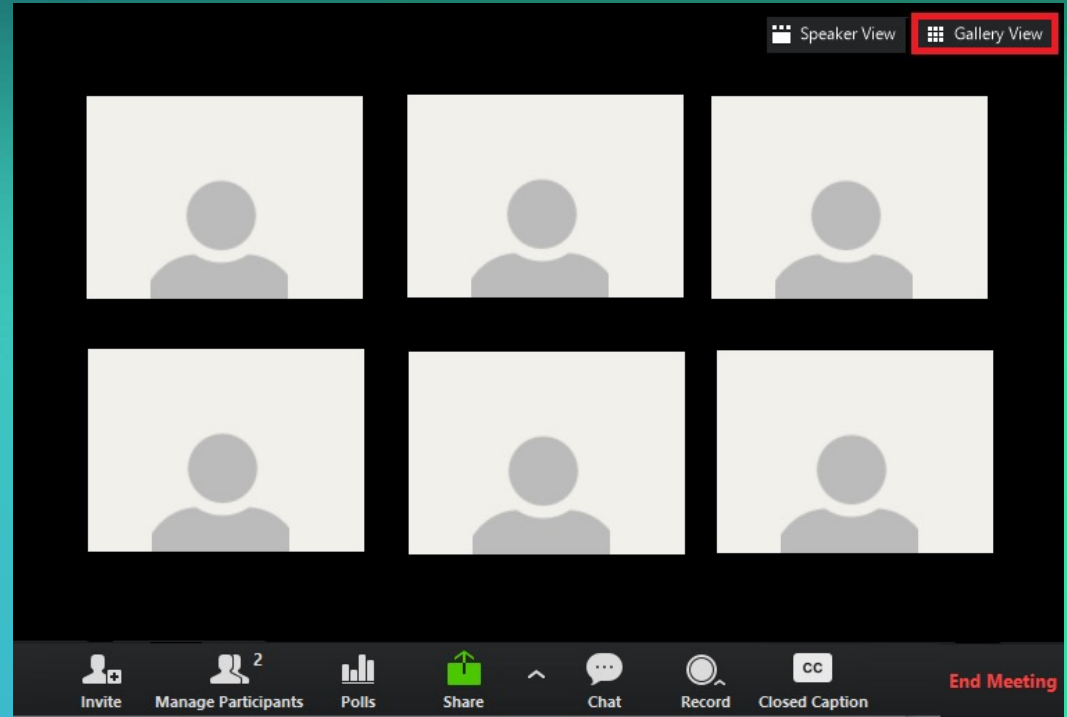 Speaker View
Gallery View
2
Invite
Manage Participants
Polls
Share
Chat
Record
CC
Closed Caption
End Meeting